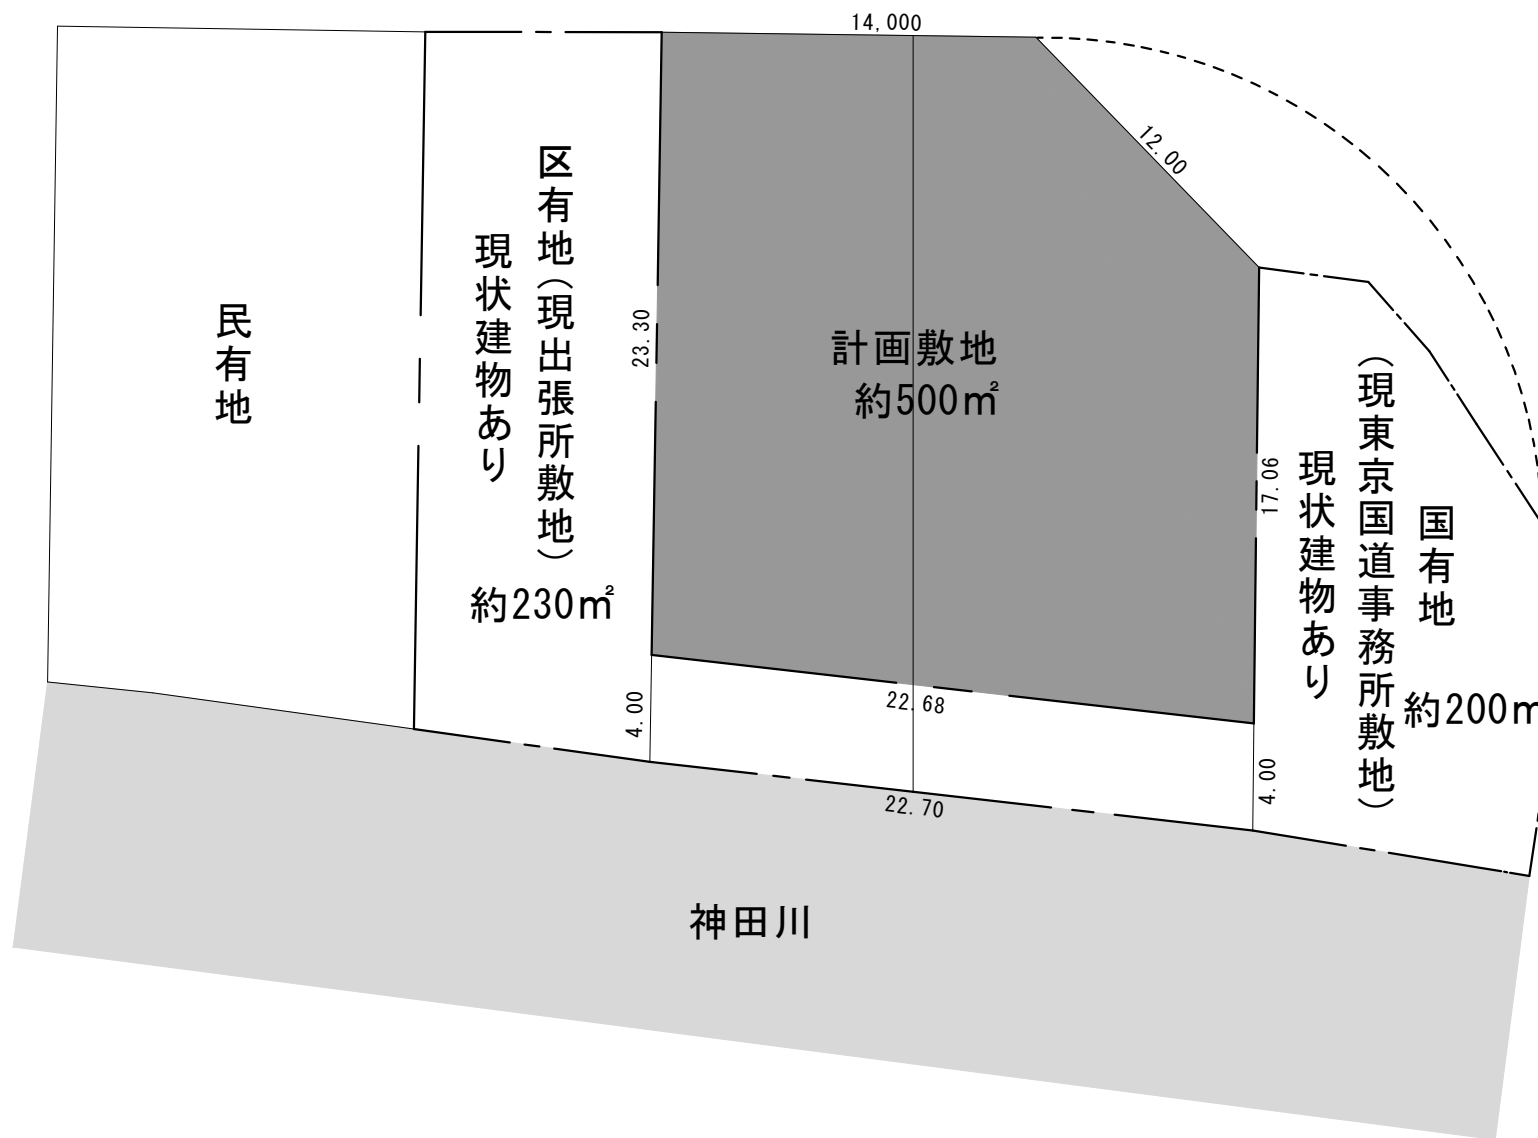 14,000
12.00
民有地
区有地(現出張所敷地)
現状建物あり
約230㎡
23.30
計画敷地
約500㎡
17.06
国有地
(現東京国道事務所敷地)
現状建物あり
約200㎡
4.00
22.68
4.00
22.70
神田川